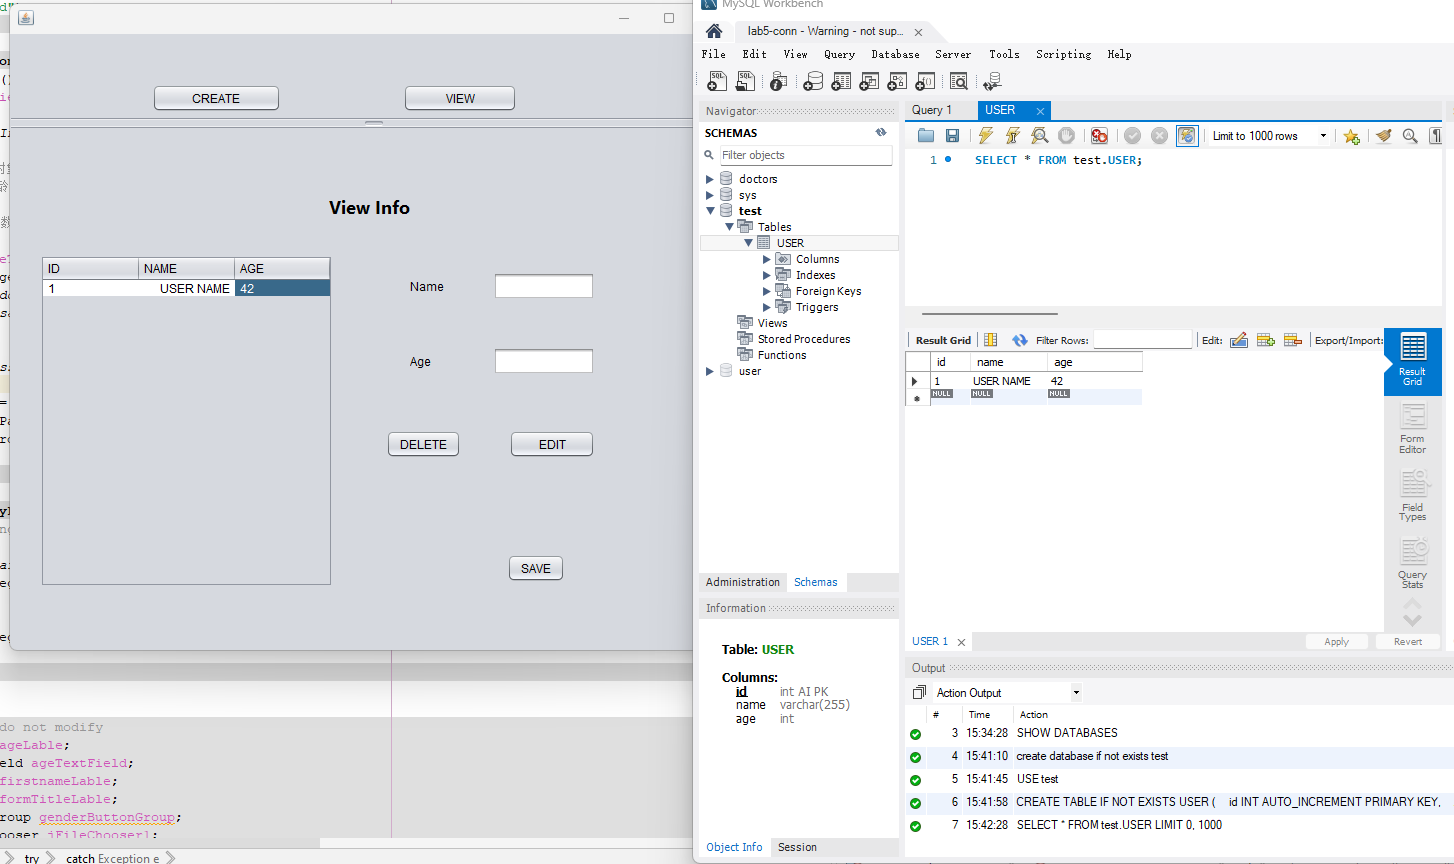 CREATE
VIEW
View Info
ID NAME AGE
1 USER NAME 42
Name
Age
DELETE
EDIT
SAVE
do not modify
ageLable;
eld ageTextField;
firstnameLable;
formTitleLable;
roup genderButtonGroup;
ooser jFileChooser1;
try
catch Exception e
MySQL Workbench
lab5-conn - Warning - not sup...
File Edit View Query Database Server Tools Scripting Help
Navigator
SCHEMAS
Filter objects
doctors
sys
test
Tables
USER
Columns
Indexes
Foreign Keys
Triggers
Views
Stored Procedures
Functions
user
Administration Schemas
Information
Table: USER
Columns:
id int AI PK
name varchar(255)
age int
Object Info Session
Query 1 USER
Limit to 1000 rows
1 SELECT * FROM test.USER;
Result Grid Filter Rows: Edit: Export/Import:
id name age
1 USER NAME 42
NULL NULL NULL
Result Grid
Form Editor
Field Types
Query Stats
USER 1
Apply Revert
Output
Action Output
# Time Action
3 15:34:28 SHOW DATABASES
4 15:41:10 create database if not exists test
5 15:41:45 USE test
6 15:41:58 CREATE TABLE IF NOT EXISTS USER ( id INT AUTO_INCREMENT PRIMARY KEY,
7 15:42:28 SELECT * FROM test.USER LIMIT 0, 1000